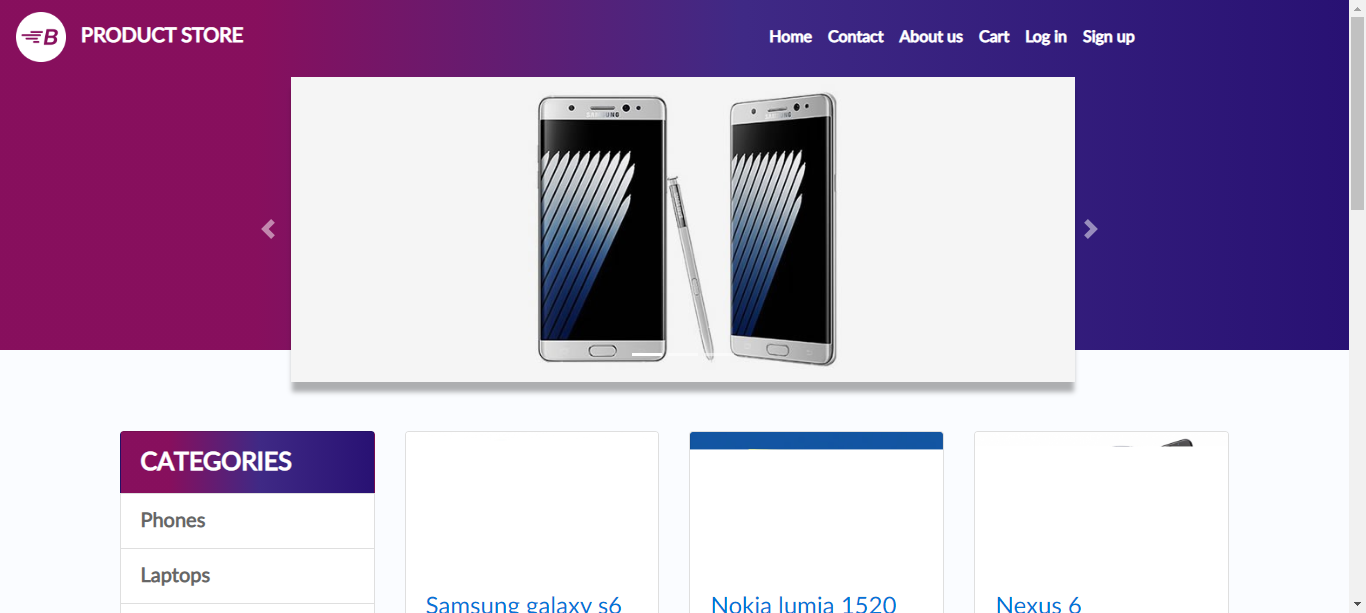 B PRODUCT STORE
Home Contact About us Cart Log in Sign up
SAMSUNG
SAMSUNG
CATEGORIES
Phones
Laptops
Samsung galaxy s6
Nokia lumia 1520
Nexus 6